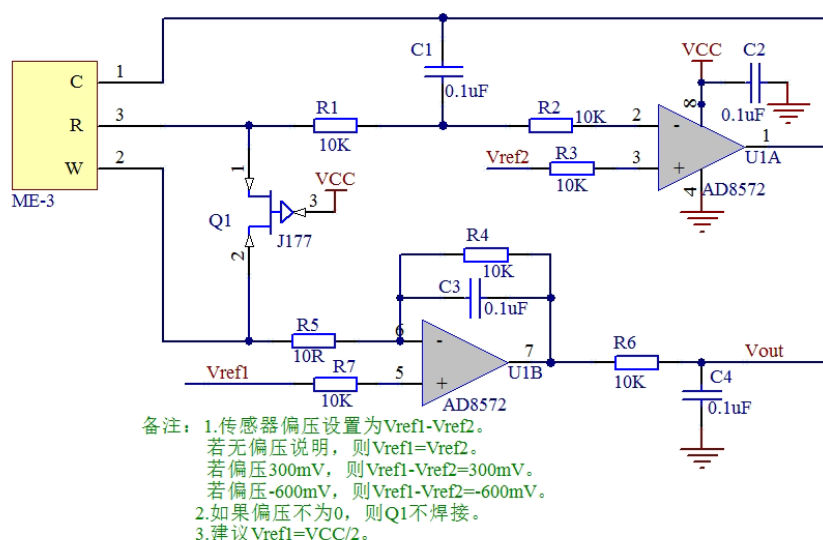 C1
0.1uF
VCC
C2
0.1uF
8
C
1
R
3
W
2
ME-3
R1
10K
R2
10K
2
-
Vref2
R3
10K
3
+
1
U1A
AD8572
4
1
VCC
3
Q1
J177
2
R4
10K
C3
0.1uF
R5
10R
6
-
Vref1
R7
10K
5
+
7
U1B
AD8572
R6
10K
Vout
C4
0.1uF
备注：1.传感器偏压设置为Vref1-Vref2。
若无偏压说明，则Vref1=Vref2。
若偏压300mV，则Vref1-Vref2=300mV。
若偏压-600mV，则Vref1-Vref2=-600mV。
2.如果偏压不为0，则Q1不焊接。
3.建议Vref1=VCC/2。